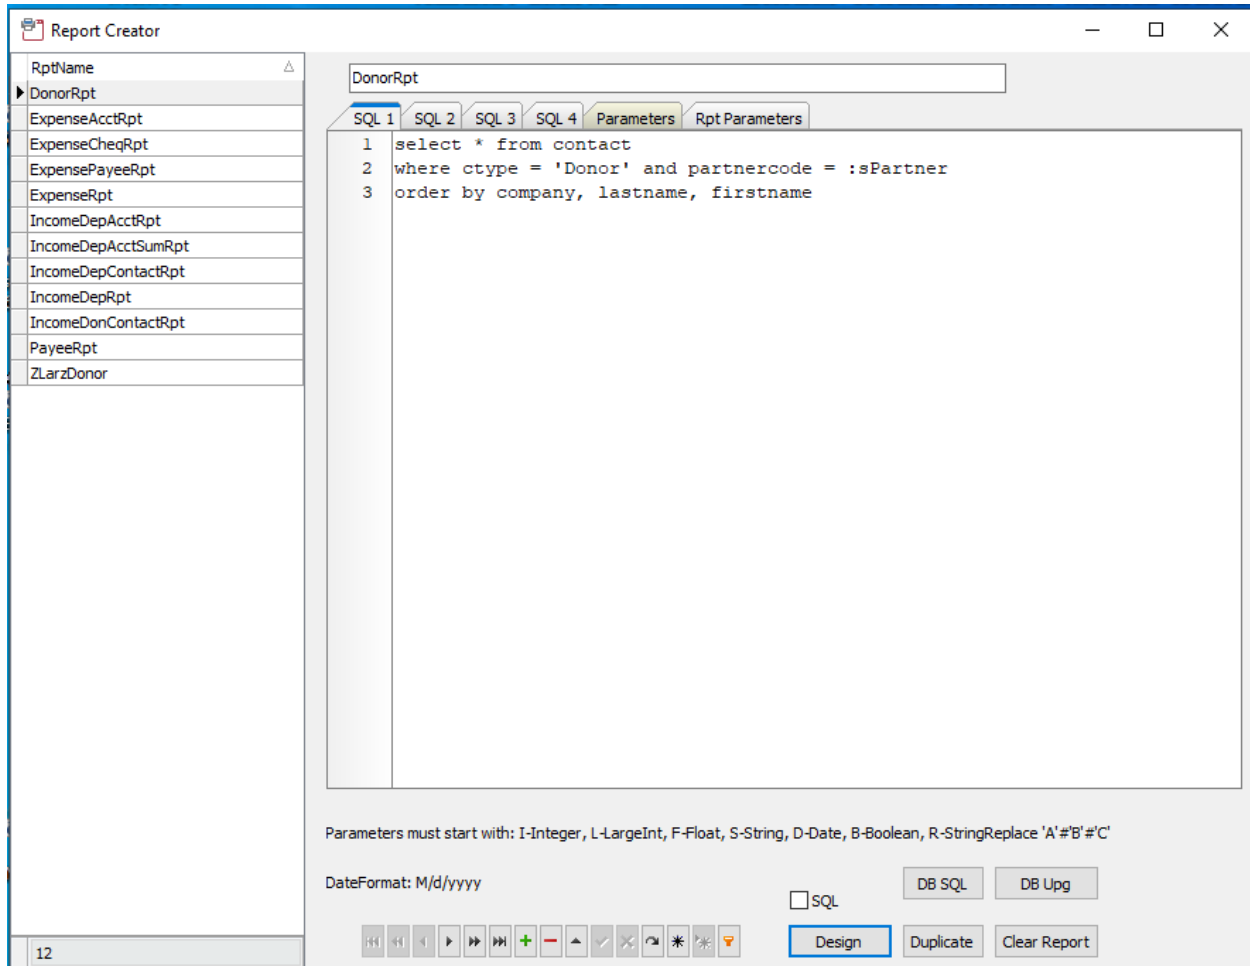 Report Creator
RptName
DonorRpt
ExpenseAcctRpt
ExpenseCheqRpt
ExpensePayeeRpt
ExpenseRpt
IncomeDepAcctRpt
IncomeDepAcctSumRpt
IncomeDepContactRpt
IncomeDepRpt
IncomeDonContactRpt
PayeeRpt
ZLarzDonor
12
DonorRpt
SQL 1 SQL 2 SQL 3 SQL 4 Parameters Rpt Parameters
1 select * from contact
2 where ctype = 'Donor' and partnercode = :sPartner
3 order by company, lastname, firstname
Parameters must start with: I-Integer, L-LargeInt, F-Float, S-String, D-Date, B-Boolean, R-StringReplace 'A'#'B'#'C'
DateFormat: M/d/yyyy
SQL
DB SQL DB Upg
Design Duplicate Clear Report